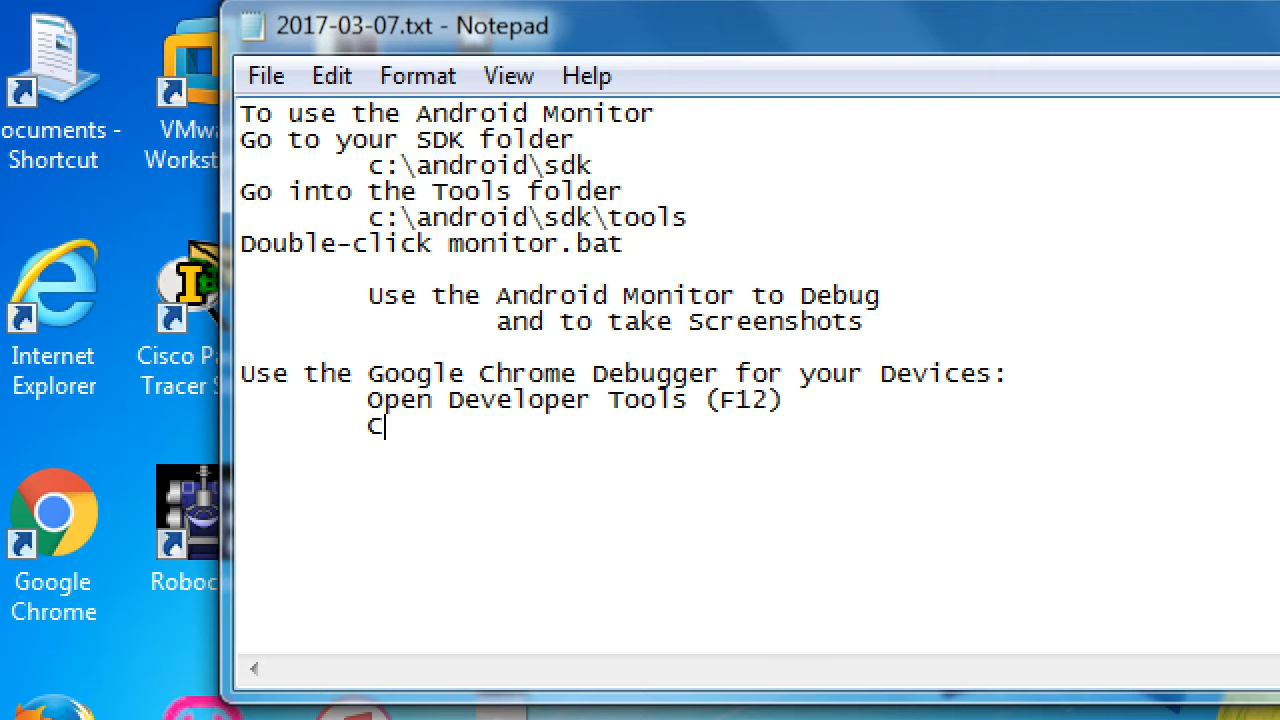 2017-03-07.txt - Notepad
File Edit Format View Help
To use the Android Monitor
Go to your SDK folder
c:\android\sdk
Go into the Tools folder
c:\android\sdk\tools
Double-click monitor.bat
Use the Android Monitor to Debug
and to take Screenshots
Use the Google Chrome Debugger for your Devices:
Open Developer Tools (F12)
C
ocuments -
Shortcut
VMwa
Workst
Internet
Explorer
Cisco Pa
Tracer S
Google
Chrome
Roboc